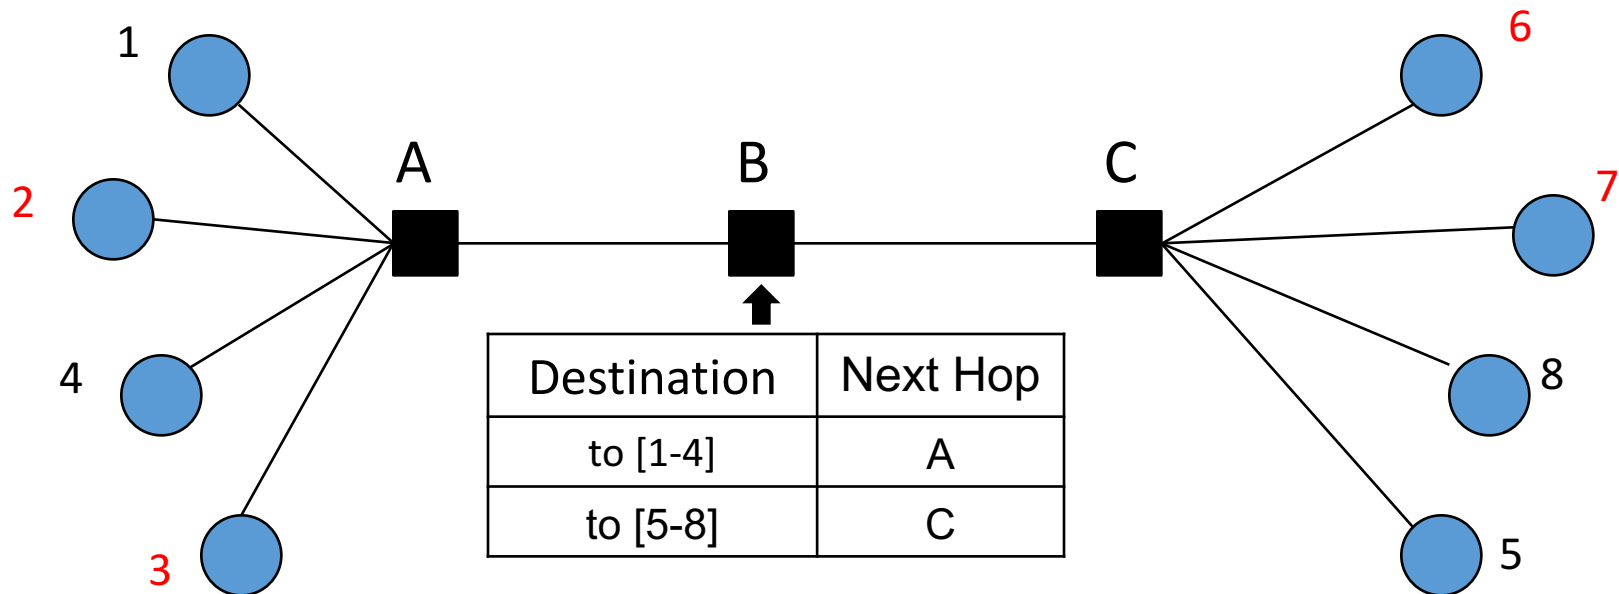 1
6
2
A
B
C
7
4
8
3
5
Destination Next Hop
to [1-4] A
to [5-8] C